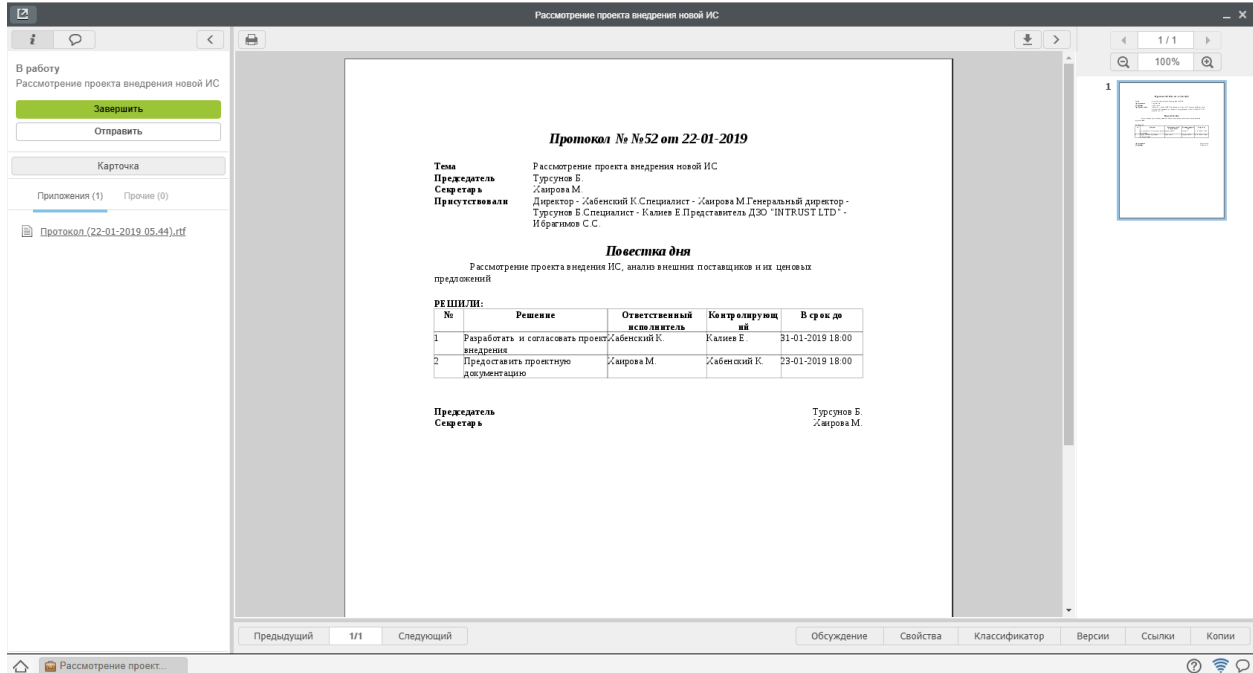 Рассмотрение проекта внедрения новой ИС
1 / 1
100%
В работу
Рассмотрение проекта внедрения новой ИС
Завершить
Отправить
Карточка
Приложения (1) Прочие (0)
Протокол (22-01-2019 05.44).rtf
Протокол № №52 от 22-01-2019
Тема Рассмотрение проекта внедрения новой ИС
Председатель Турсунов Б.
Секретарь Хаирова М.
Присутствовали Директор - Хабенский К.Специалист - Хаирова М.Генеральный директор -
Турсунов Б.Специалист - Калиев Е.Представитель ДЗО "INTRUST LTD" -
Ибрагимов С.С.
Повестка дня
Рассмотрение проекта внедения ИС, анализ внешних поставщиков и их ценовых
предложений
РЕШИЛИ:
№ Решение Ответственный исполнитель Контролирующий В срок до
1 Разработать и согласовать проект внедрения Хабенский К. Калиев Е. 31-01-2019 18:00
2 Предоставить проектную документацию Хаирова М. Хабенский К. 23-01-2019 18:00
Председатель Турсунов Б.
Секретарь Хаирова М.
1
Предыдущий 1/1 Следующий Обсуждение Свойства Классификатор Версии Ссылки Копии
Рассмотрение проект...